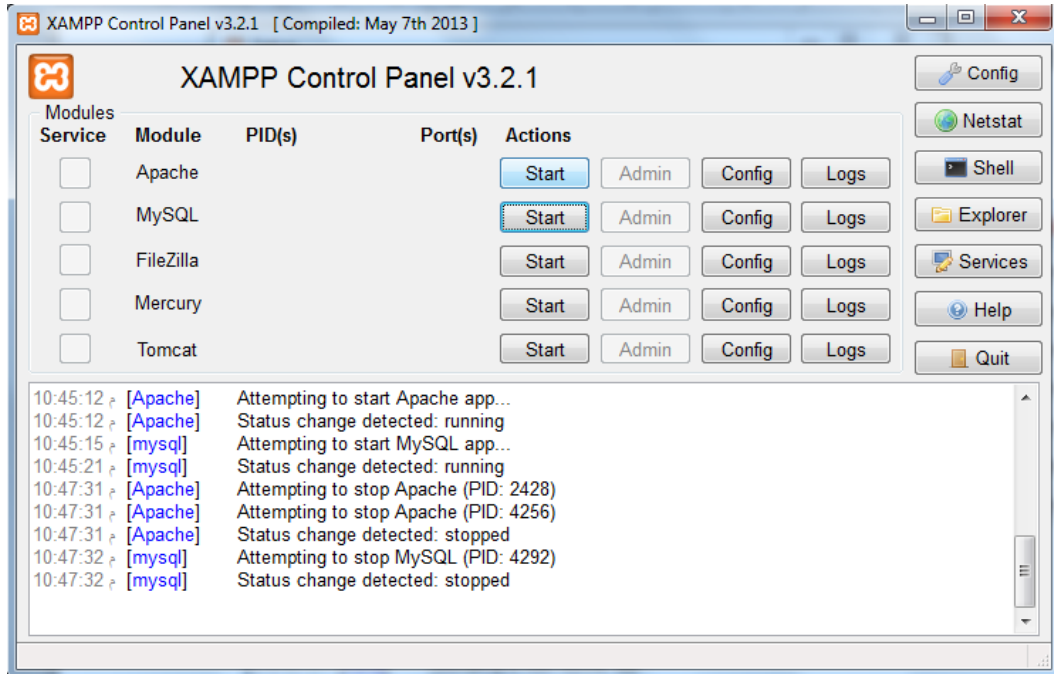 XAMPP Control Panel v3.2.1 [ Compiled: May 7th 2013 ]
XAMPP Control Panel v3.2.1
Config
Modules
Service Module PID(s) Port(s) Actions
Netstat
Apache Start Admin Config Logs
Shell
MySQL Start Admin Config Logs
Explorer
FileZilla Start Admin Config Logs
Services
Mercury Start Admin Config Logs
Help
Tomcat Start Admin Config Logs
Quit
10:45:12 م [Apache] Attempting to start Apache app...
10:45:12 م [Apache] Status change detected: running
10:45:15 م [mysql] Attempting to start MySQL app...
10:45:21 م [mysql] Status change detected: running
10:47:31 م [Apache] Attempting to stop Apache (PID: 2428)
10:47:31 م [Apache] Attempting to stop Apache (PID: 4256)
10:47:31 م [Apache] Status change detected: stopped
10:47:32 م [mysql] Attempting to stop MySQL (PID: 4292)
10:47:32 م [mysql] Status change detected: stopped